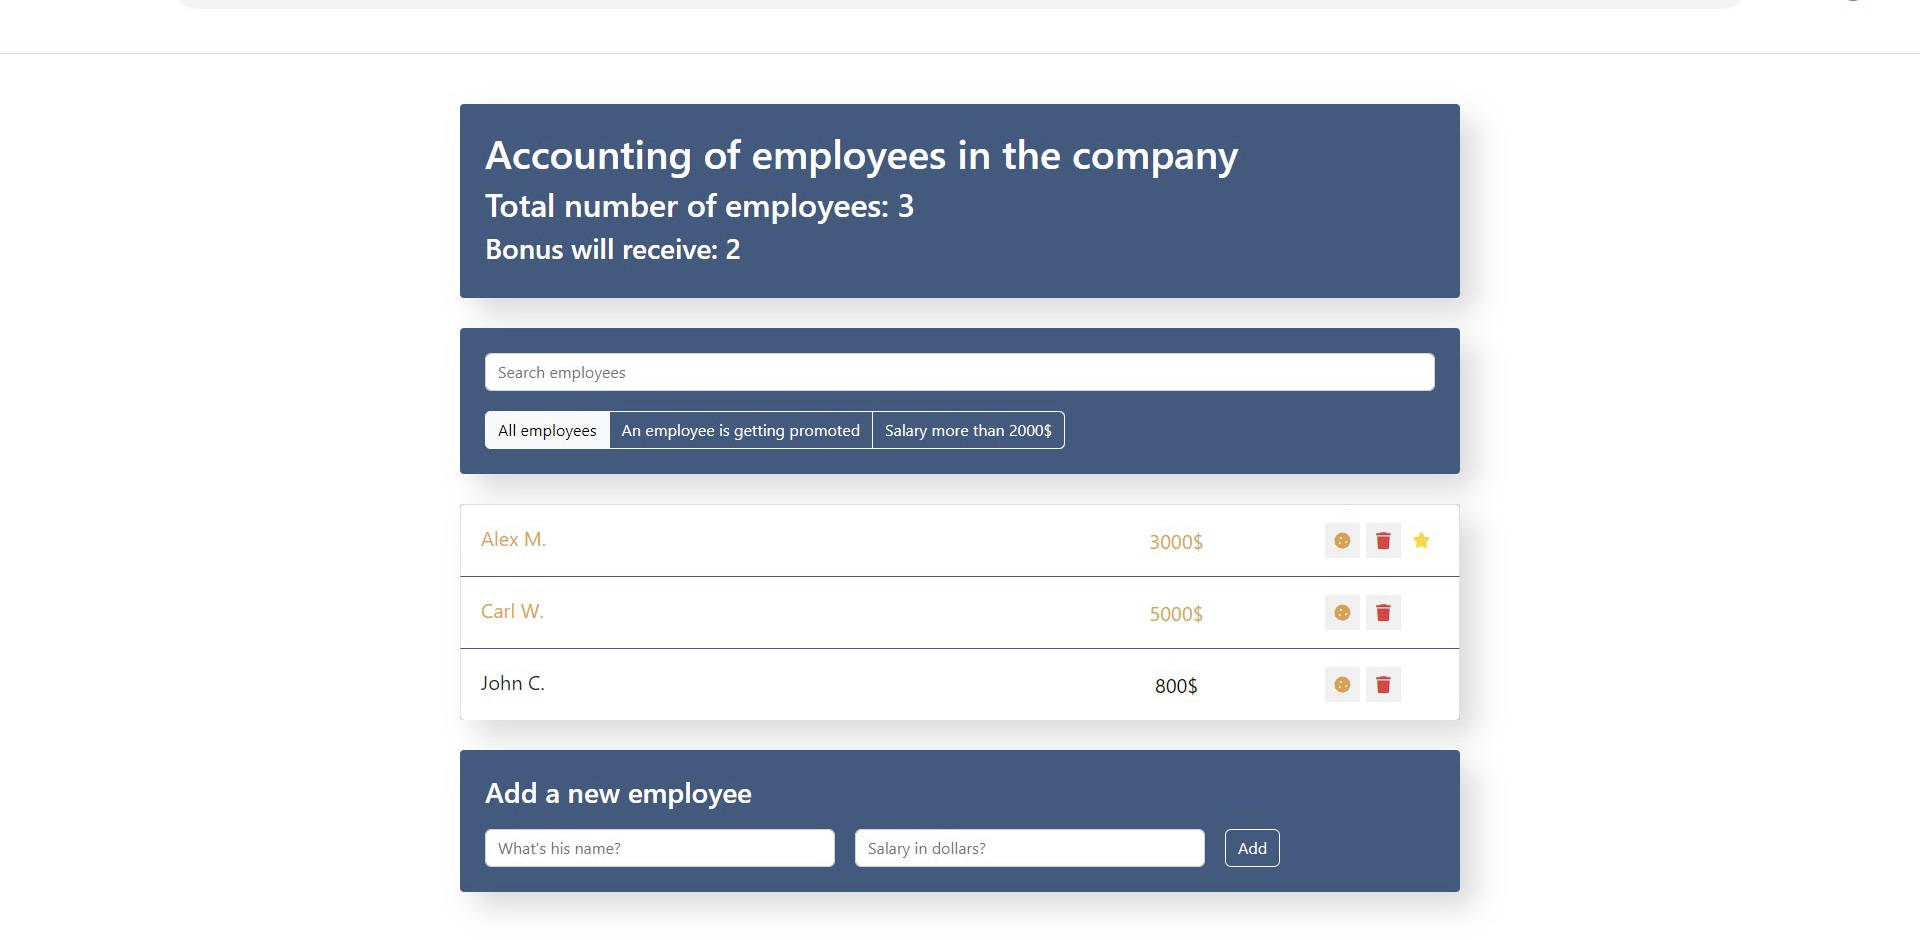 Accounting of employees in the company
Total number of employees: 3
Bonus will receive: 2
Search employees
All employees An employee is getting promoted Salary more than 2000$
Alex M. 3000$
Carl W. 5000$
John C. 800$
Add a new employee
What's his name? Salary in dollars? Add